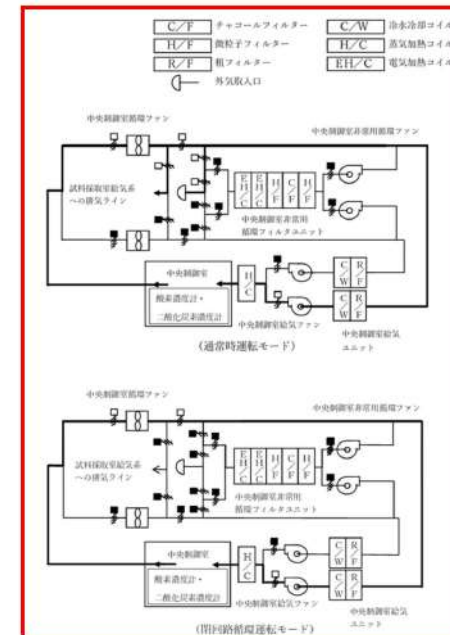 C/F チャコールフィルター C/W 冷水冷却コイル
H/F 微粒子フィルター H/C 蒸気加熱コイル
R/F 粗フィルター EH/C 電気加熱コイル
外気取入口
中央制御室循環ファン
中央制御室非常用循環ファン
試料採取室給気系
への排気ライン
EH/C EH/C H/F C/F H/F
中央制御室非常用
循環フィルタユニット
中央制御室
酸素濃度計・
二酸化炭素濃度計
H/C
C/W R/F
C/W R/F
中央制御室給気ファン
中央制御室給気
ユニット
(通常時運転モード)
中央制御室循環ファン
中央制御室非常用循環ファン
試料採取室給気系
への排気ライン
EH/C EH/C H/F C/F H/F
中央制御室非常用
循環フィルタユニット
中央制御室
酸素濃度計・
二酸化炭素濃度計
H/C
C/W R/F
C/W R/F
中央制御室給気ファン
中央制御室給気
ユニット
(閉回路循環運転モード)